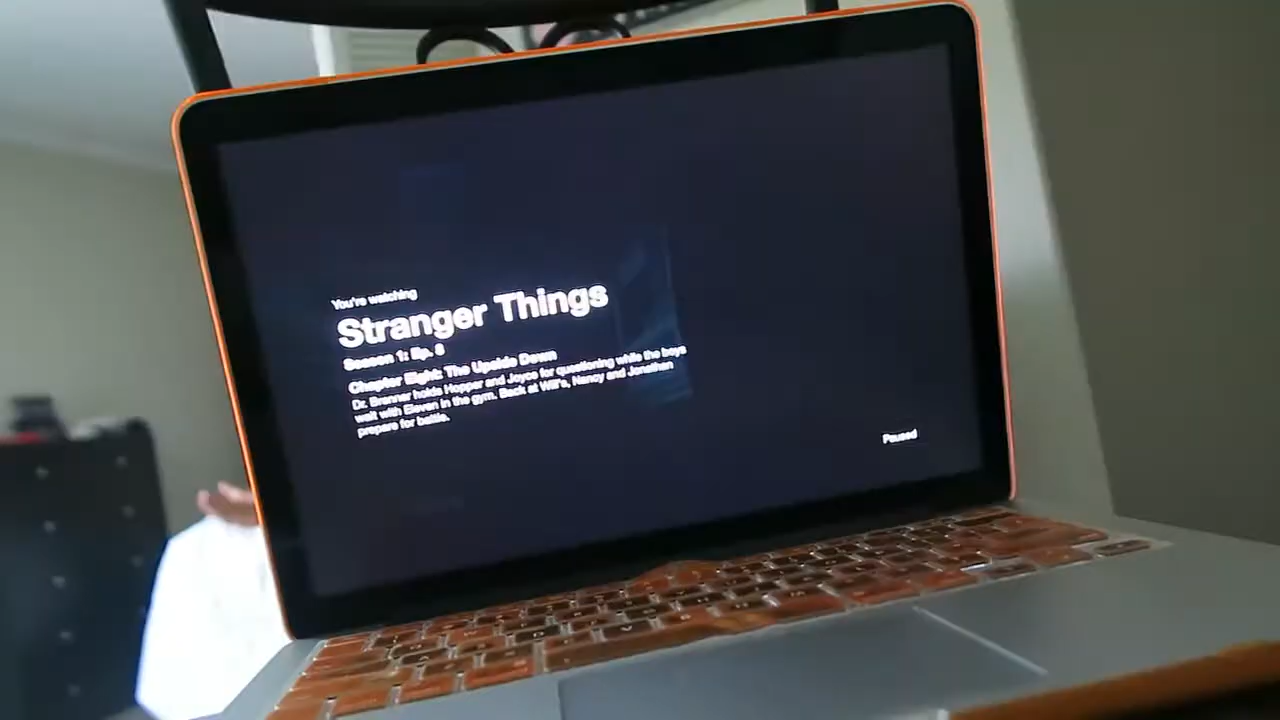 You're watching
Stranger Things
Season 1: Ep. 8
Chapter Eight: The Upside Down
Dr. Brenner holds Hopper and Joyce for questioning while the boys
wait with Eleven in the gym. Back at Will's, Nancy and Jonathan
prepare for battle.
Paused